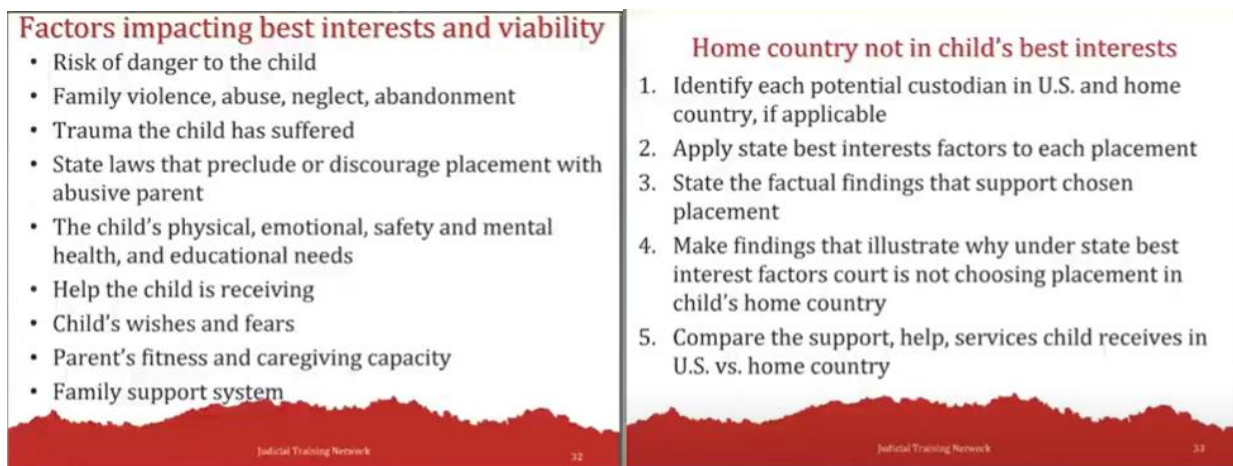 Factors impacting best interests and viability
• Risk of danger to the child
• Family violence, abuse, neglect, abandonment
• Trauma the child has suffered
• State laws that preclude or discourage placement with
abusive parent
• The child's physical, emotional, safety and mental
health, and educational needs
• Help the child is receiving
• Child's wishes and fears
• Parent's fitness and caregiving capacity
• Family support system
Judicial Training Network
32
Home country not in child's best interests
1. Identify each potential custodian in U.S. and home
country, if applicable
2. Apply state best interests factors to each placement
3. State the factual findings that support chosen
placement
4. Make findings that illustrate why under state best
interest factors court is not choosing placement in
child's home country
5. Compare the support, help, services child receives in
U.S. vs. home country
Judicial Training Network
33